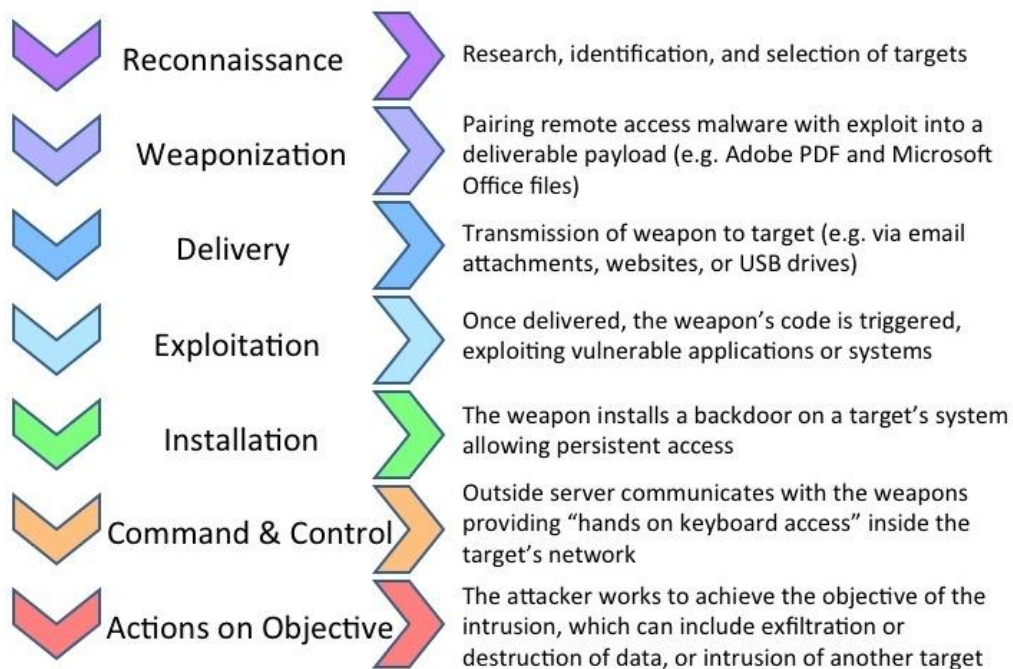 Reconnaissance
Research, identification, and selection of targets
Weaponization
Pairing remote access malware with exploit into a
deliverable payload (e.g. Adobe PDF and Microsoft
Office files)
Delivery
Transmission of weapon to target (e.g. via email
attachments, websites, or USB drives)
Exploitation
Once delivered, the weapon's code is triggered,
exploiting vulnerable applications or systems
Installation
The weapon installs a backdoor on a target's system
allowing persistent access
Command & Control
Outside server communicates with the weapons
providing “hands on keyboard access” inside the
target's network
Actions on Objective
The attacker works to achieve the objective of the
intrusion, which can include exfiltration or
destruction of data, or intrusion of another target